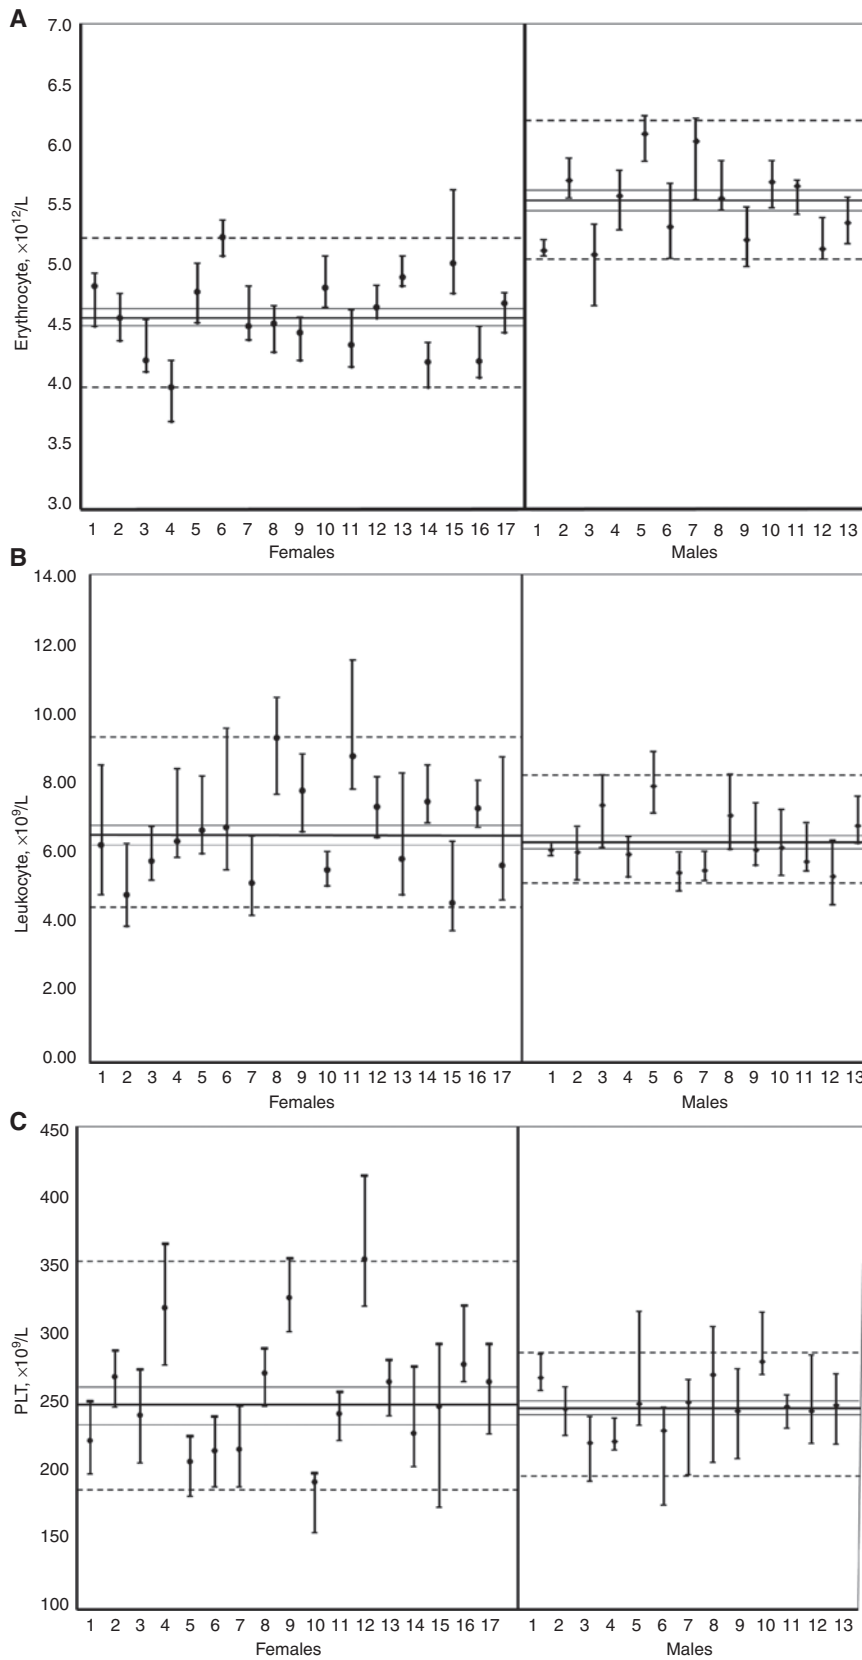 A
Erythrocyte, ×10¹²/L
7.0
6.5
6.0
5.5
5.0
4.5
4.0
3.5
3.0
1 2 3 4 5 6 7 8 9 10 11 12 13 14 15 16 17
1 2 3 4 5 6 7 8 9 10 11 12 13
Females
Males
B
Leukocyte, ×10⁹/L
14.00
12.00
10.00
8.00
6.00
4.00
2.00
0.00
1 2 3 4 5 6 7 8 9 10 11 12 13 14 15 16 17
1 2 3 4 5 6 7 8 9 10 11 12 13
Females
Males
C
PLT, ×10⁹/L
450
400
350
300
250
200
150
100
1 2 3 4 5 6 7 8 9 10 11 12 13 14 15 16 17
1 2 3 4 5 6 7 8 9 10 11 12 13
Females
Males